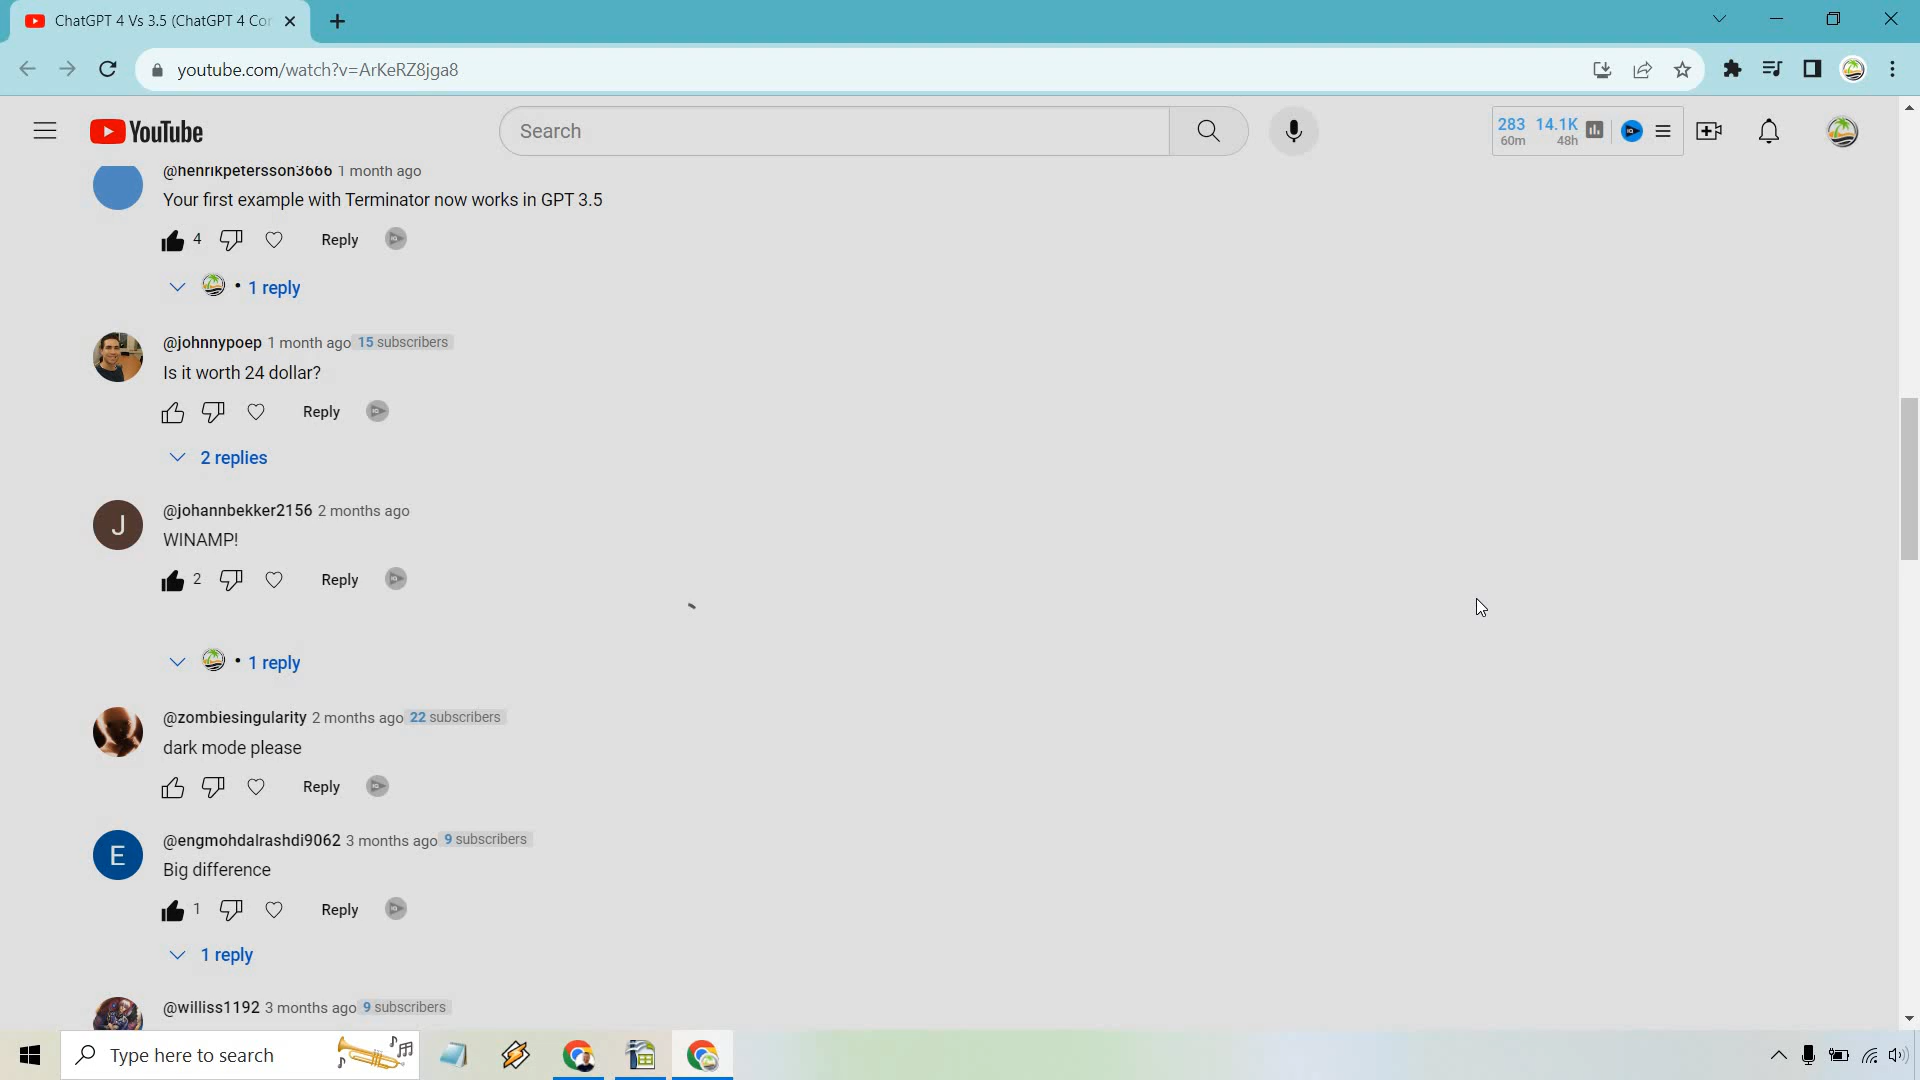 ChatGPT 4 Vs 3.5 (ChatGPT 4 Cor
youtube.com/watch?v=ArKeRZ8jga8
YouTube
Search
283 14.1K
60m 48h
@henrikpetersson3666 1 month ago
Your first example with Terminator now works in GPT 3.5
4 Reply
• 1 reply
@johnnypoep 1 month ago 15 subscribers
Is it worth 24 dollar?
Reply
2 replies
J
@johannbekker2156 2 months ago
WINAMP!
2 Reply
• 1 reply
@zombiesingularity 2 months ago 22 subscribers
dark mode please
Reply
E
@engmohdalrashdi9062 3 months ago 9 subscribers
Big difference
1 Reply
1 reply
@williss1192 3 months ago 9 subscribers
Type here to search